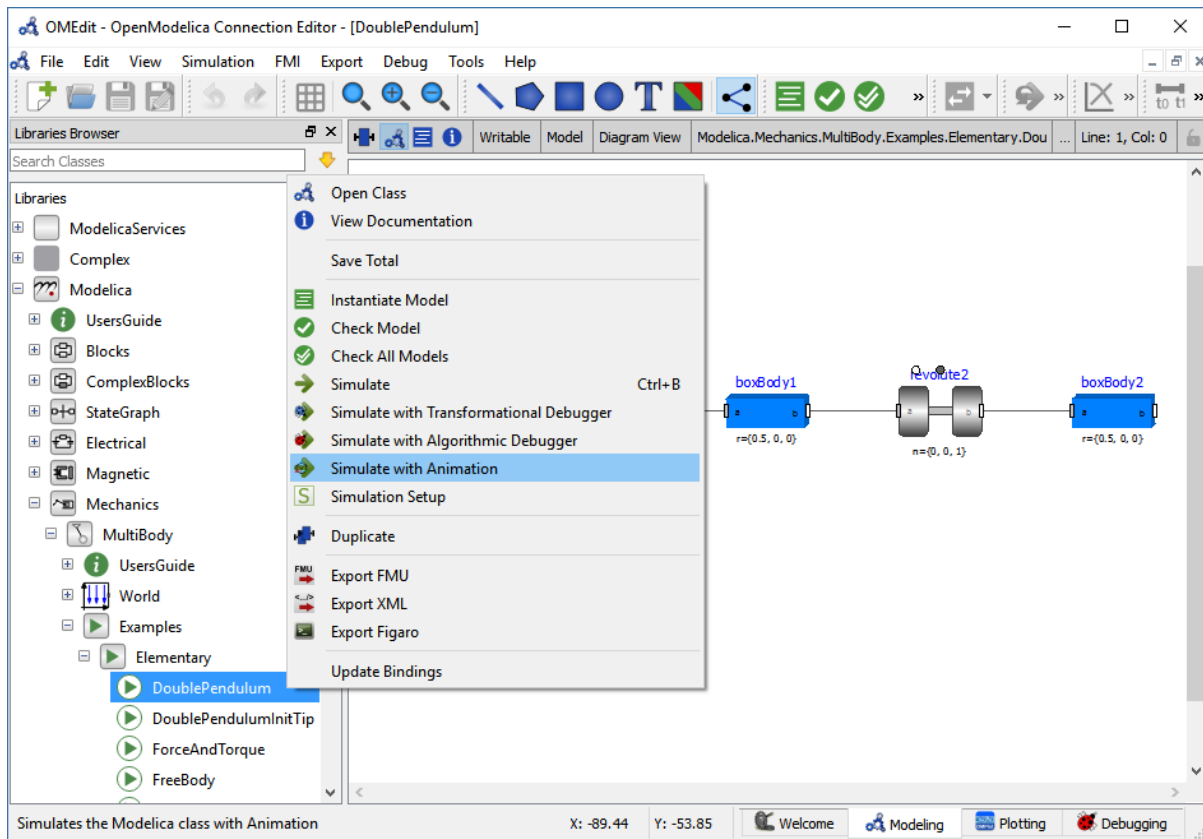 OMEdit - OpenModelica Connection Editor - [DoublePendulum]
File Edit View Simulation FMI Export Debug Tools Help
T » » » t0 t1 »
Libraries Browser
Writable Model Diagram View Modelica.Mechanics.MultiBody.Examples.Elementary.Dou ... Line: 1, Col: 0
Search Classes
Libraries
ModelicaServices
Complex
Modelica
UsersGuide
Blocks
ComplexBlocks
StateGraph
Electrical
Magnetic
Mechanics
MultiBody
UsersGuide
World
Examples
Elementary
DoublePendulum
DoublePendulumInitTip
ForceAndTorque
FreeBody
Open Class
View Documentation
Save Total
Instantiate Model
Check Model
Check All Models
Simulate Ctrl+B
Simulate with Transformational Debugger
Simulate with Algorithmic Debugger
Simulate with Animation
S Simulation Setup
Duplicate
FMU Export FMU
Export XML
Export Figaro
Update Bindings
boxBody1 revolute2 boxBody2
a b a b a b
r={0.5, 0, 0} n={0, 0, 1} r={0.5, 0, 0}
Simulates the Modelica class with Animation X: -89.44 Y: -53.85 Welcome Modeling Plotting Debugging